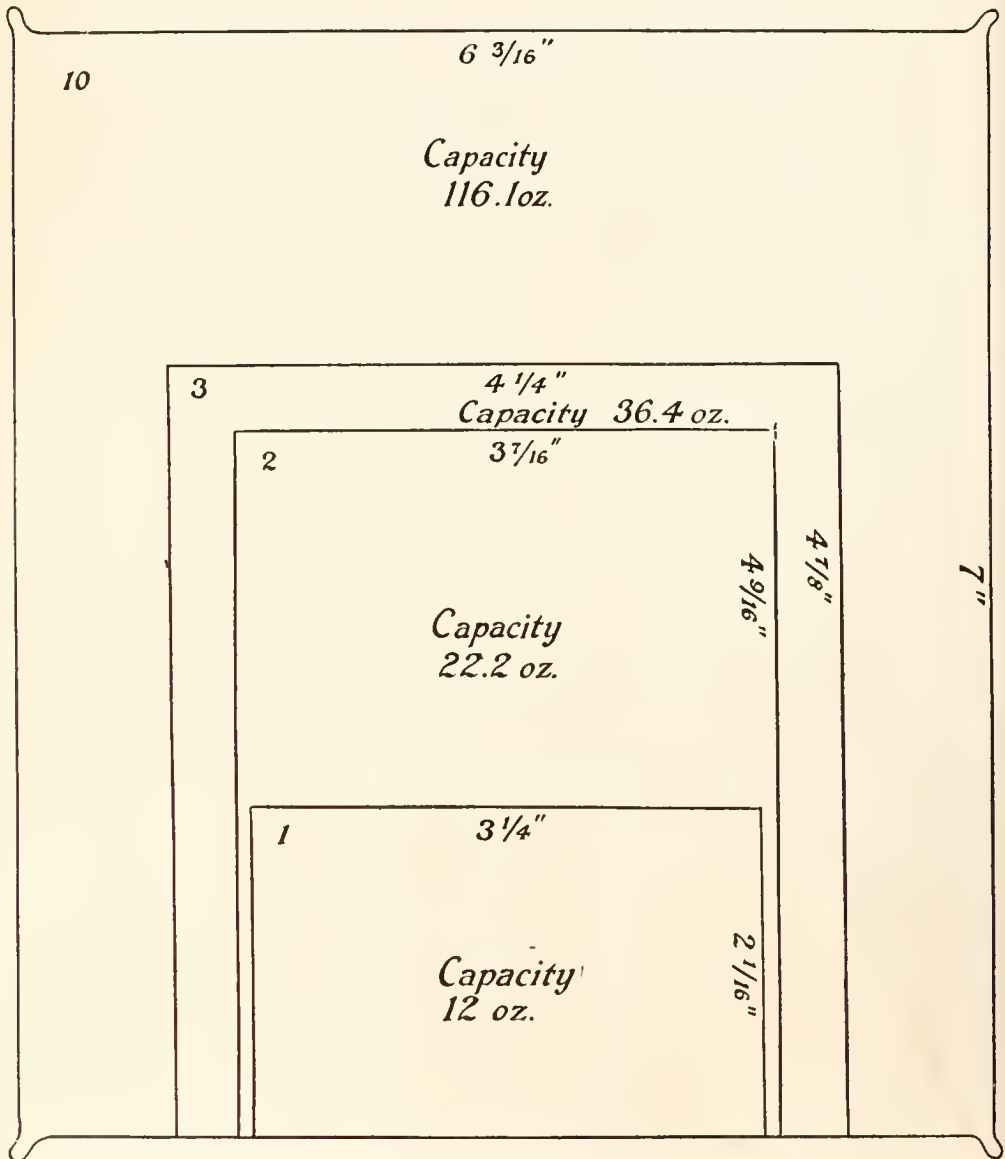 6 3/16"
10
Capacity
116.1oz.
3
4 1/4"
Capacity 36.4 oz.
2
3 7/16"
4 9/16"
4 7/8"
7"
Capacity
22.2 oz.
1
3 1/4"
2 1/16"
Capacity
12 oz.